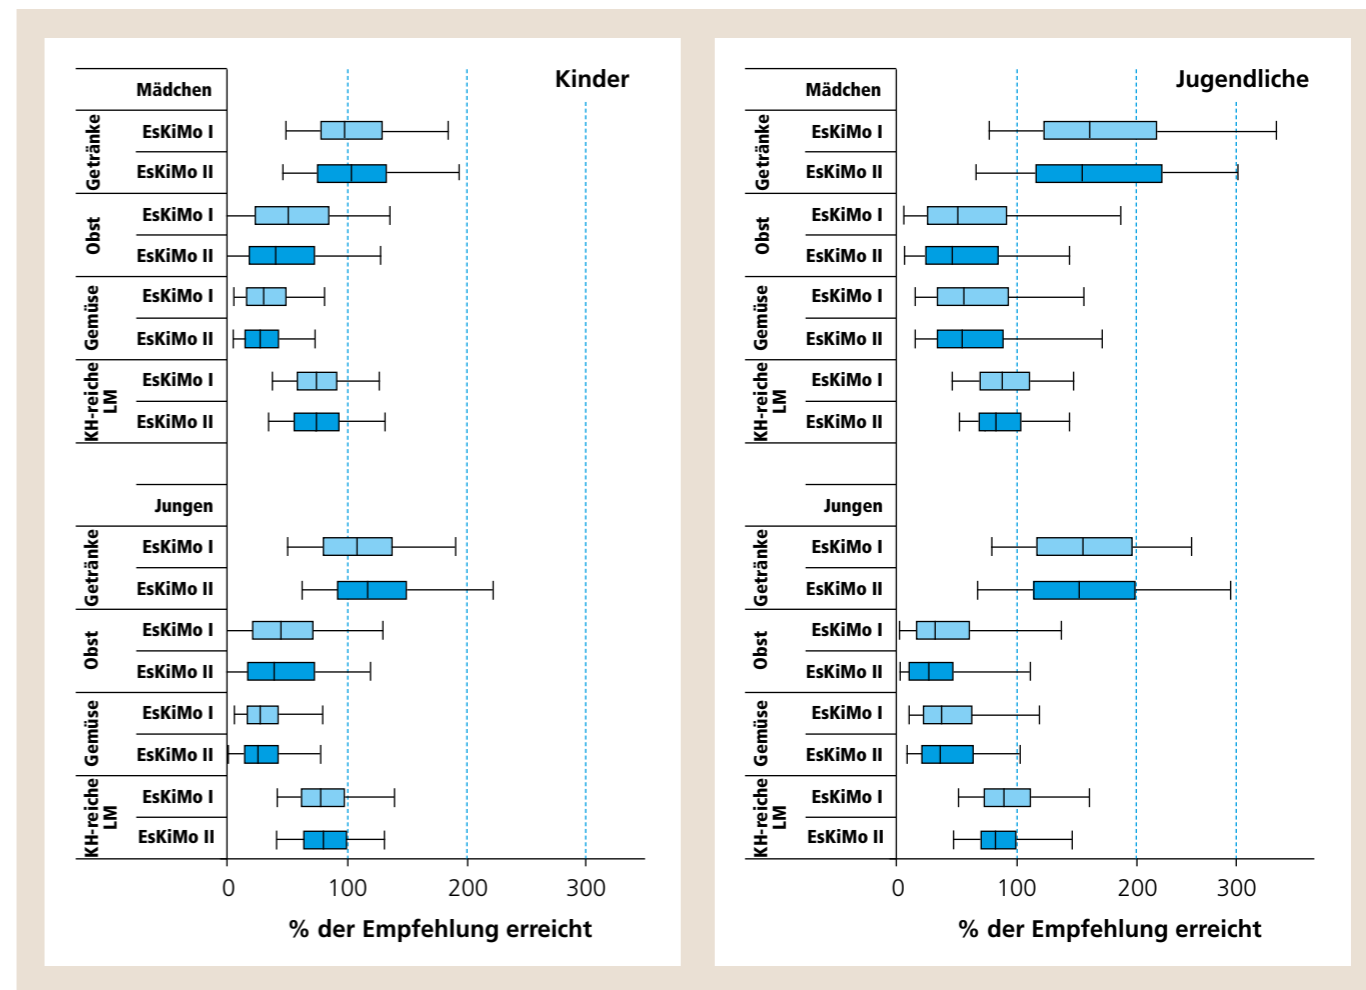 Kinder
Mädchen
Getränke
EsKiMo I
EsKiMo II
Obst
EsKiMo I
EsKiMo II
Gemüse
EsKiMo I
EsKiMo II
KH-reiche
LM
EsKiMo I
EsKiMo II
Jungen
Getränke
EsKiMo I
EsKiMo II
Obst
EsKiMo I
EsKiMo II
Gemüse
EsKiMo I
EsKiMo II
KH-reiche
LM
EsKiMo I
EsKiMo II
0 100 200 300
% der Empfehlung erreicht
Jugendliche
Mädchen
Getränke
EsKiMo I
EsKiMo II
Obst
EsKiMo I
EsKiMo II
Gemüse
EsKiMo I
EsKiMo II
KH-reiche
LM
EsKiMo I
EsKiMo II
Jungen
Getränke
EsKiMo I
EsKiMo II
Obst
EsKiMo I
EsKiMo II
Gemüse
EsKiMo I
EsKiMo II
KH-reiche
LM
EsKiMo I
EsKiMo II
0 100 200 300
% der Empfehlung erreicht